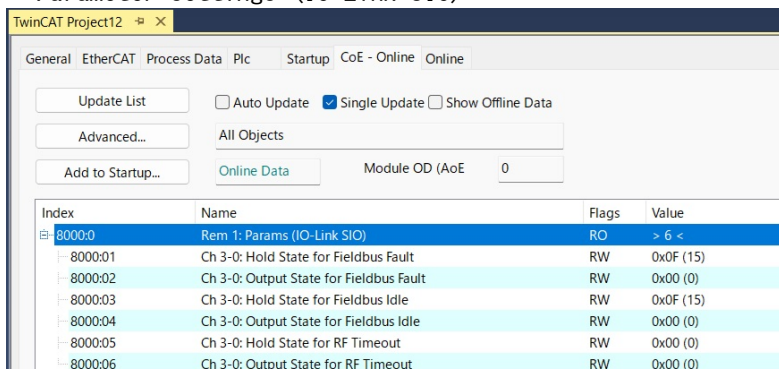 TwinCAT Project12
General EtherCAT Process Data Plc Startup CoE - Online Online
Update List Auto Update Single Update Show Offline Data
Advanced... All Objects
Add to Startup... Online Data Module OD (AoE 0
Index Name Flags Value
8000:0 Rem 1: Params (IO-Link SIO) RO > 6 <
8000:01 Ch 3-0: Hold State for Fieldbus Fault RW 0x0F (15)
8000:02 Ch 3-0: Output State for Fieldbus Fault RW 0x00 (0)
8000:03 Ch 3-0: Hold State for Fieldbus Idle RW 0x0F (15)
8000:04 Ch 3-0: Output State for Fieldbus Idle RW 0x00 (0)
8000:05 Ch 3-0: Hold State for RF Timeout RW 0x0F (15)
8000:06 Ch 3-0: Output State for RF Timeout RW 0x00 (0)